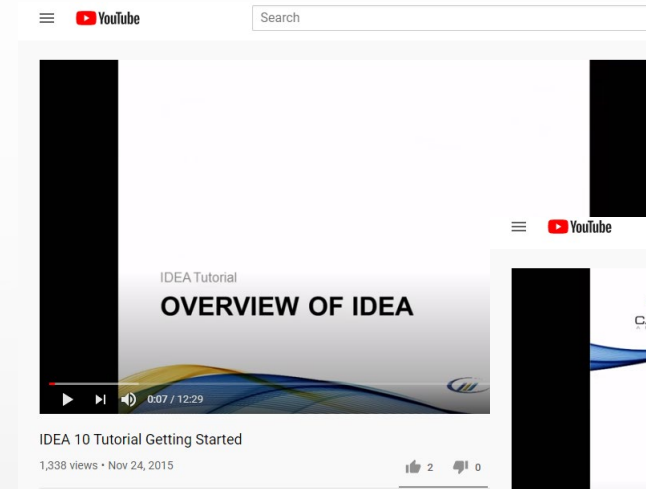 YouTube
Search
IDEA Tutorial
OVERVIEW OF IDEA
0:07 / 12:29
IDEA 10 Tutorial Getting Started
1,338 views • Nov 24, 2015
2
0
YouTube